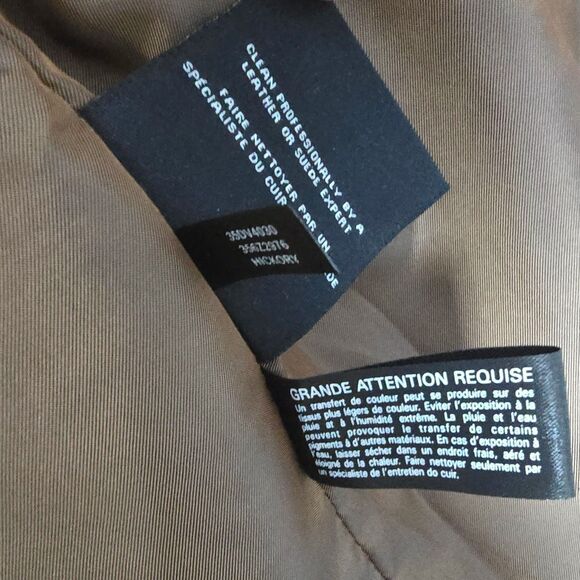 CLEAN PROFESSIONALLY BY A
LEATHER OR SUEDE EXPERT
FAIRE NETTOYER PAR UN
SPÉCIALISTE DU CUIR
DE
350V4030
356Z2976
HICKORY
GRANDE ATTENTION REQUISE
Un transfert de couleur peut se produire sur des
tissus plus légers de couleur. Eviter l'exposition à la
pluie et à l'humidité extrême. La pluie et l'eau
peuvent provoquer le transfer de certains
pigments à d'autres matériaux. En cas d'exposition à
l'eau, laisser sécher dans un endroit frais, aéré et
éloigné de la chaleur. Faire nettoyer seulement par
un spécialiste de l'entretien do cuir.